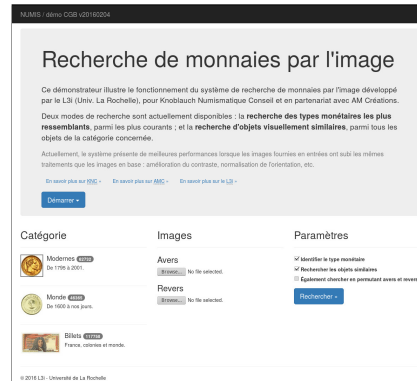 NUMIS / démo CGB v20160204
Recherche de monnaies par l'image
Ce démonstrateur illustre le fonctionnement du système de recherche de monnaies par l'image développé
par le L3i (Univ. La Rochelle), pour Knoblauch Numismatique Conseil et en partenariat avec AM Créations.
Deux modes de recherche sont actuellement disponibles : la recherche des types monétaires les plus
ressemblants, parmi les plus courants ; et la recherche d'objets visuellement similaires, parmi tous les
objets de la catégorie concernée.
Actuellement, le système présente de meilleures performances lorsque les images fournies en entrées ont subi les mêmes
traitements que les images en base : amélioration du contraste, normalisation de l'orientation, etc.
En savoir plus sur KNC » En savoir plus sur AMC » En savoir plus sur le L3i »
Démarrer
Catégorie
Modernes
De 1795 à 2001.
Monde
De 1600 à nos jours.
Billets
France, colonies et monde.
Images
Avers
Browse... No file selected.
Revers
Browse... No file selected.
Paramètres
Identifier le type monétaire
Rechercher les objets similaires
Également chercher en permutant avers et revers
Rechercher »
© 2016 L3i - Université de La Rochelle